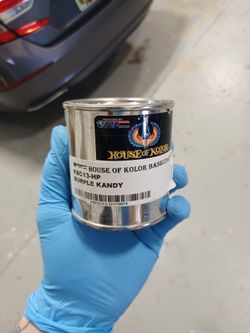 HOUSE OF KOLOR
HOUSE OF KOLOR BASECOAT
KBC13-HP
PURPLE KANDY